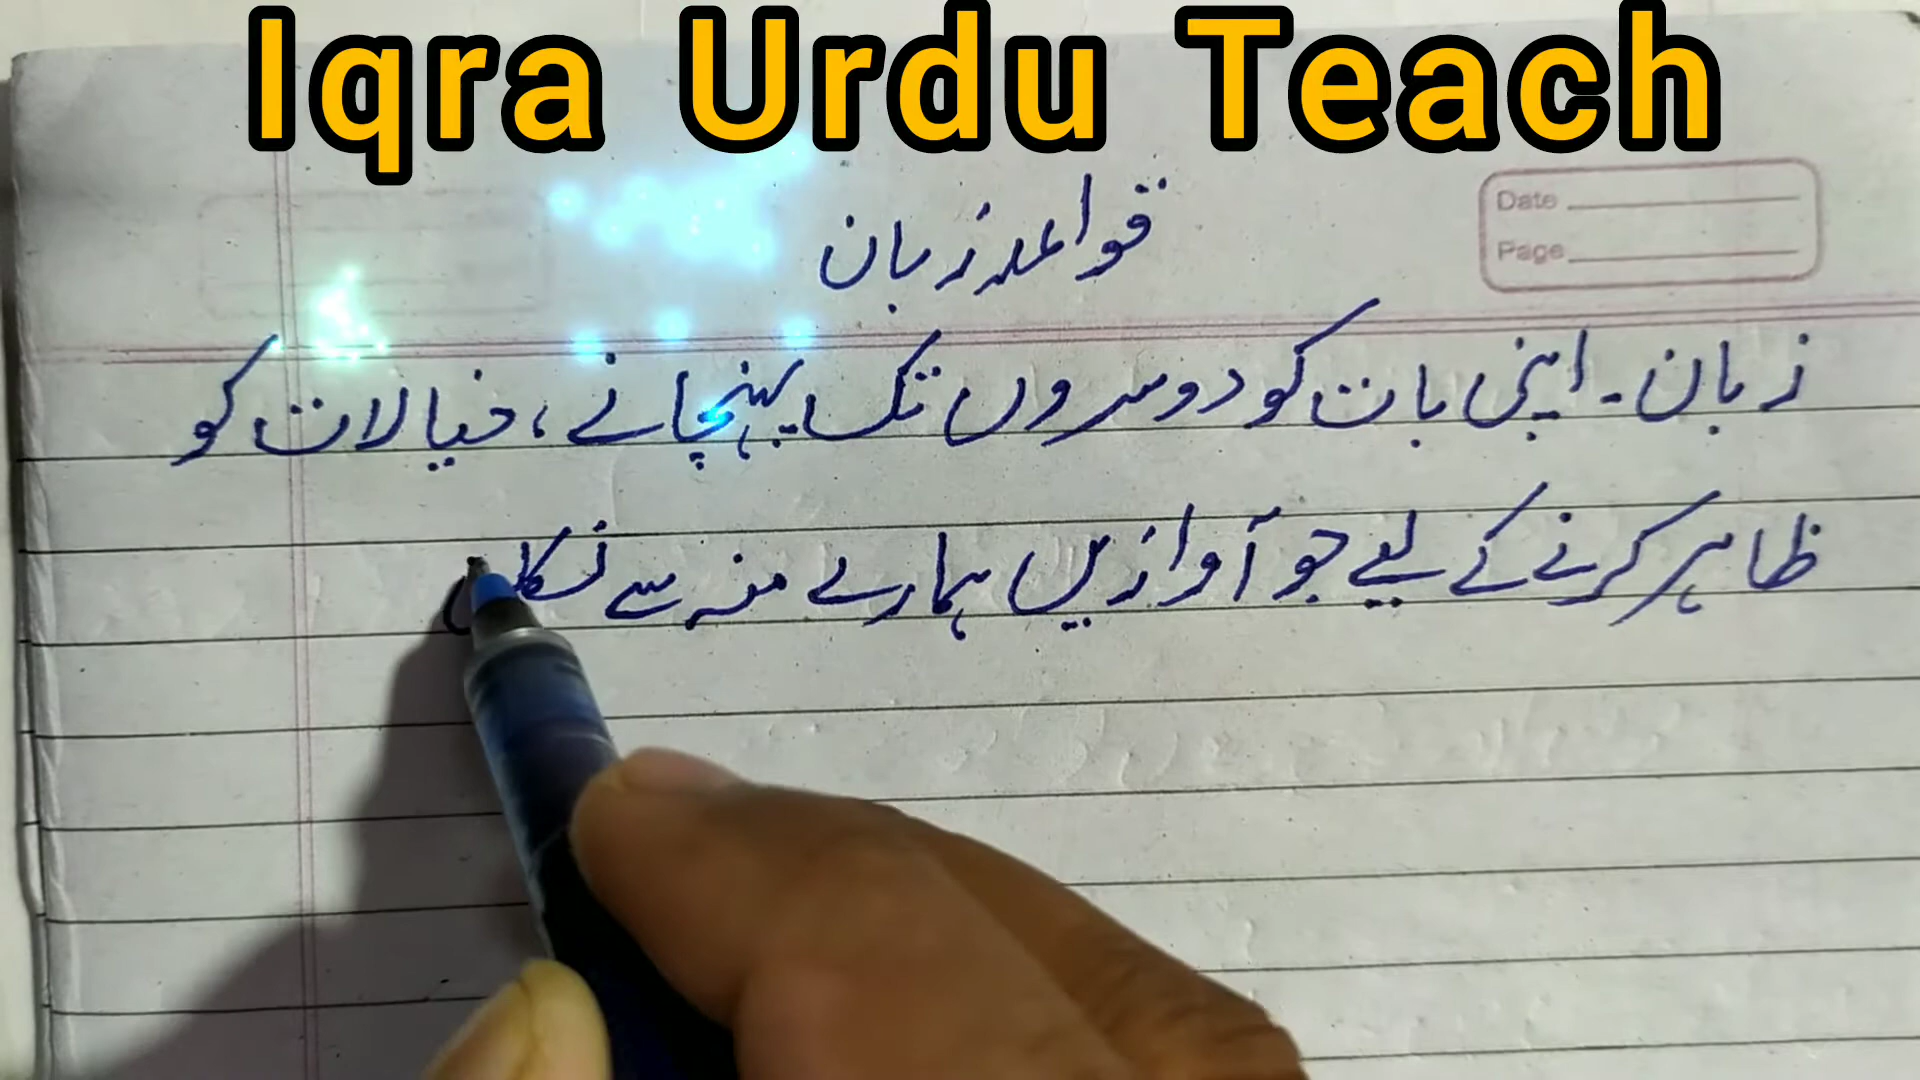 Iqra Urdu Teach
Date
Page
قواعد زبان
زبان۔ اپنی بات کو دوسروں تک پہنچانے، خیالات کو
ظاہر کرنے کے لیے جو آوازیں ہمارے منہ سے